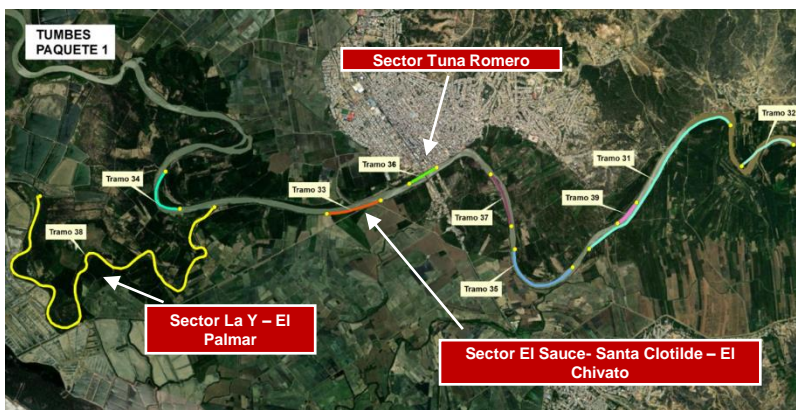 TUMBES
PAQUETE 1
Sector Tuna Romero
Tramo 32
Tramo 31
Tramo 36
Tramo 34
Tramo 33
Tramo 39
Tramo 37
Tramo 38
Tramo 35
Sector La Y – El
Palmar
Sector El Sauce- Santa Clotilde – El
Chivato